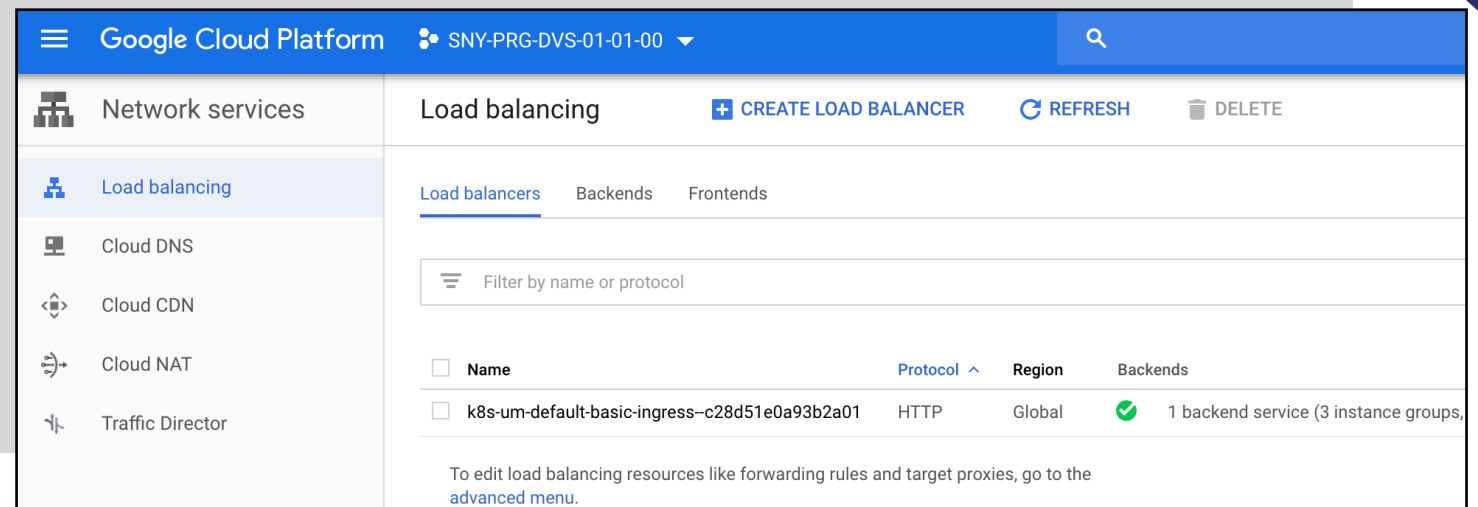 Google Cloud Platform SNY-PRG-DVS-01-01-00
Network services
Load balancing CREATE LOAD BALANCER REFRESH DELETE
Load balancing
Cloud DNS
Cloud CDN
Cloud NAT
Traffic Director
Load balancers Backends Frontends
Filter by name or protocol
Name Protocol Region Backends
k8s-um-default-basic-ingress--c28d51e0a93b2a01 HTTP Global 1 backend service (3 instance groups,
To edit load balancing resources like forwarding rules and target proxies, go to the
advanced menu.